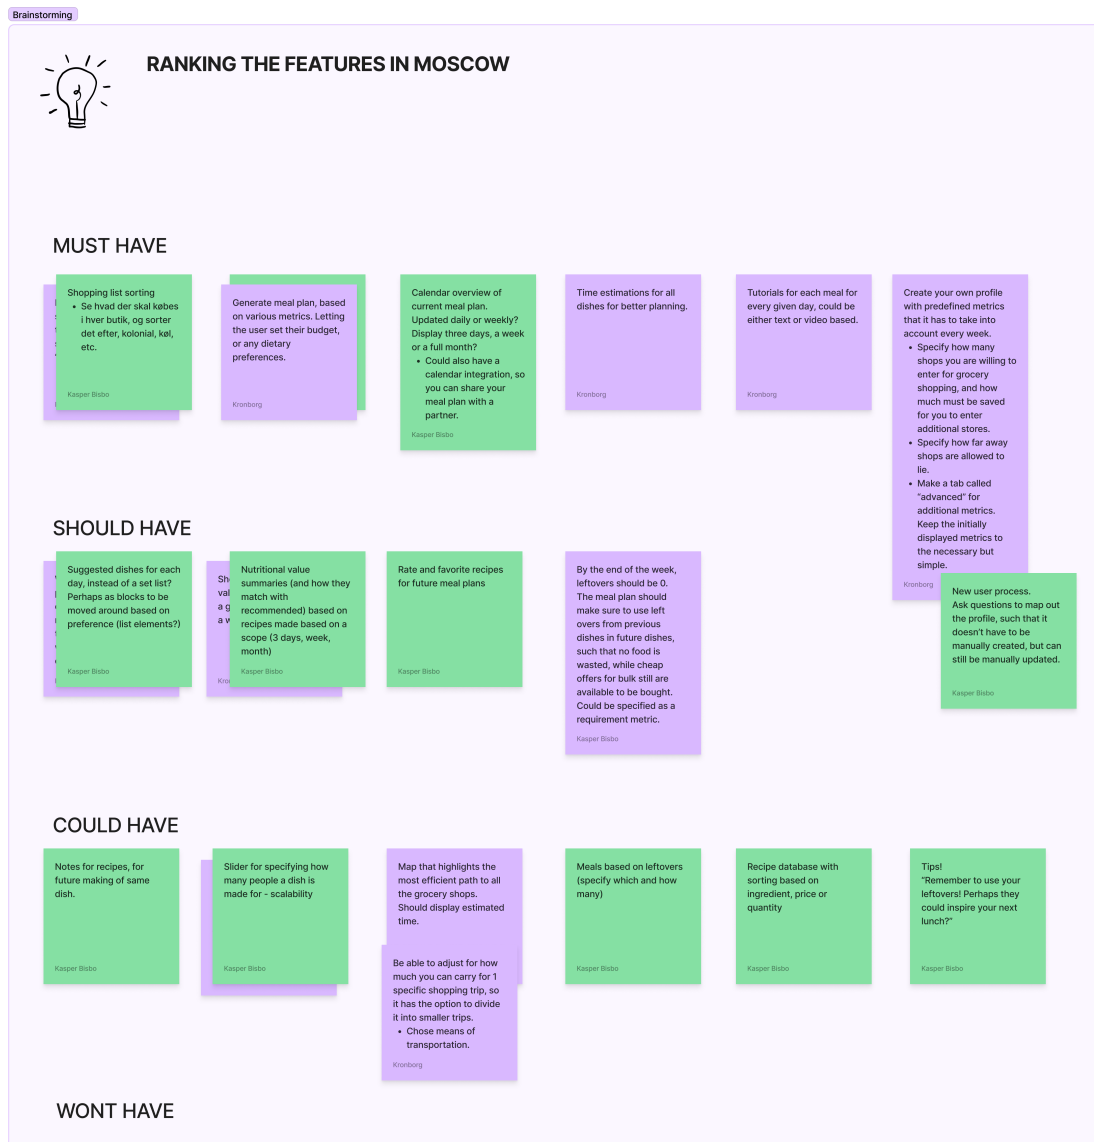 Brainstorming
RANKING THE FEATURES IN MOSCOW
MUST HAVE
Shopping list sorting
• Se hvad der skal købes
i hver butik, og sorter
det efter, kolonial, køl,
etc.
Kasper Bisbo
Generate meal plan, based
on various metrics. Letting
the user set their budget,
or any dietary
preferences.
Kronborg
Calendar overview of
current meal plan.
Updated daily or weekly?
Display three days, a week
or a full month?
• Could also have a
calendar integration, so
you can share your
meal plan with a
partner.
Kasper Bisbo
Time estimations for all
dishes for better planning.
Kronborg
Tutorials for each meal for
every given day, could be
either text or video based.
Kronborg
Create your own profile
with predefined metrics
that it has to take into
account every week.
• Specify how many
shops you are willing to
enter for grocery
shopping, and how
much must be saved
for you to enter
additional stores.
• Specify how far away
shops are allowed to
lie.
• Make a tab called
“advanced” for
additional metrics.
Keep the initially
displayed metrics to
the necessary but
simple.
Kronborg
New user process.
Ask questions to map out
the profile, such that it
doesn’t have to be
manually created, but can
still be manually updated.
Kasper Bisbo
SHOULD HAVE
Suggested dishes for each
day, instead of a set list?
Perhaps as blocks to be
moved around based on
preference (list elements?)
Kasper Bisbo
Nutritional value
summaries (and how they
match with
recommended) based on
recipes made based on a
scope (3 days, week,
month)
Kasper Bisbo
Rate and favorite recipes
for future meal plans
Kasper Bisbo
By the end of the week,
leftovers should be 0.
The meal plan should
make sure to use left
overs from previous
dishes in future dishes,
such that no food is
wasted, while cheap
offers for bulk still are
available to be bought.
Could be specified as a
requirement metric.
Kasper Bisbo
COULD HAVE
Notes for recipes, for
future making of same
dish.
Kasper Bisbo
Slider for specifying how
many people a dish is
made for - scalability
Kasper Bisbo
Map that highlights the
most efficient path to all
the grocery shops.
Should display estimated
time.
Be able to adjust for how
much you can carry for 1
specific shopping trip, so
it has the option to divide
it into smaller trips.
• Chose means of
transportation.
Kronborg
Meals based on leftovers
(specify which and how
many)
Kasper Bisbo
Recipe database with
sorting based on
ingredient, price or
quantity
Kasper Bisbo
Tips!
“Remember to use your
leftovers! Perhaps they
could inspire your next
lunch?”
Kasper Bisbo
WONT HAVE